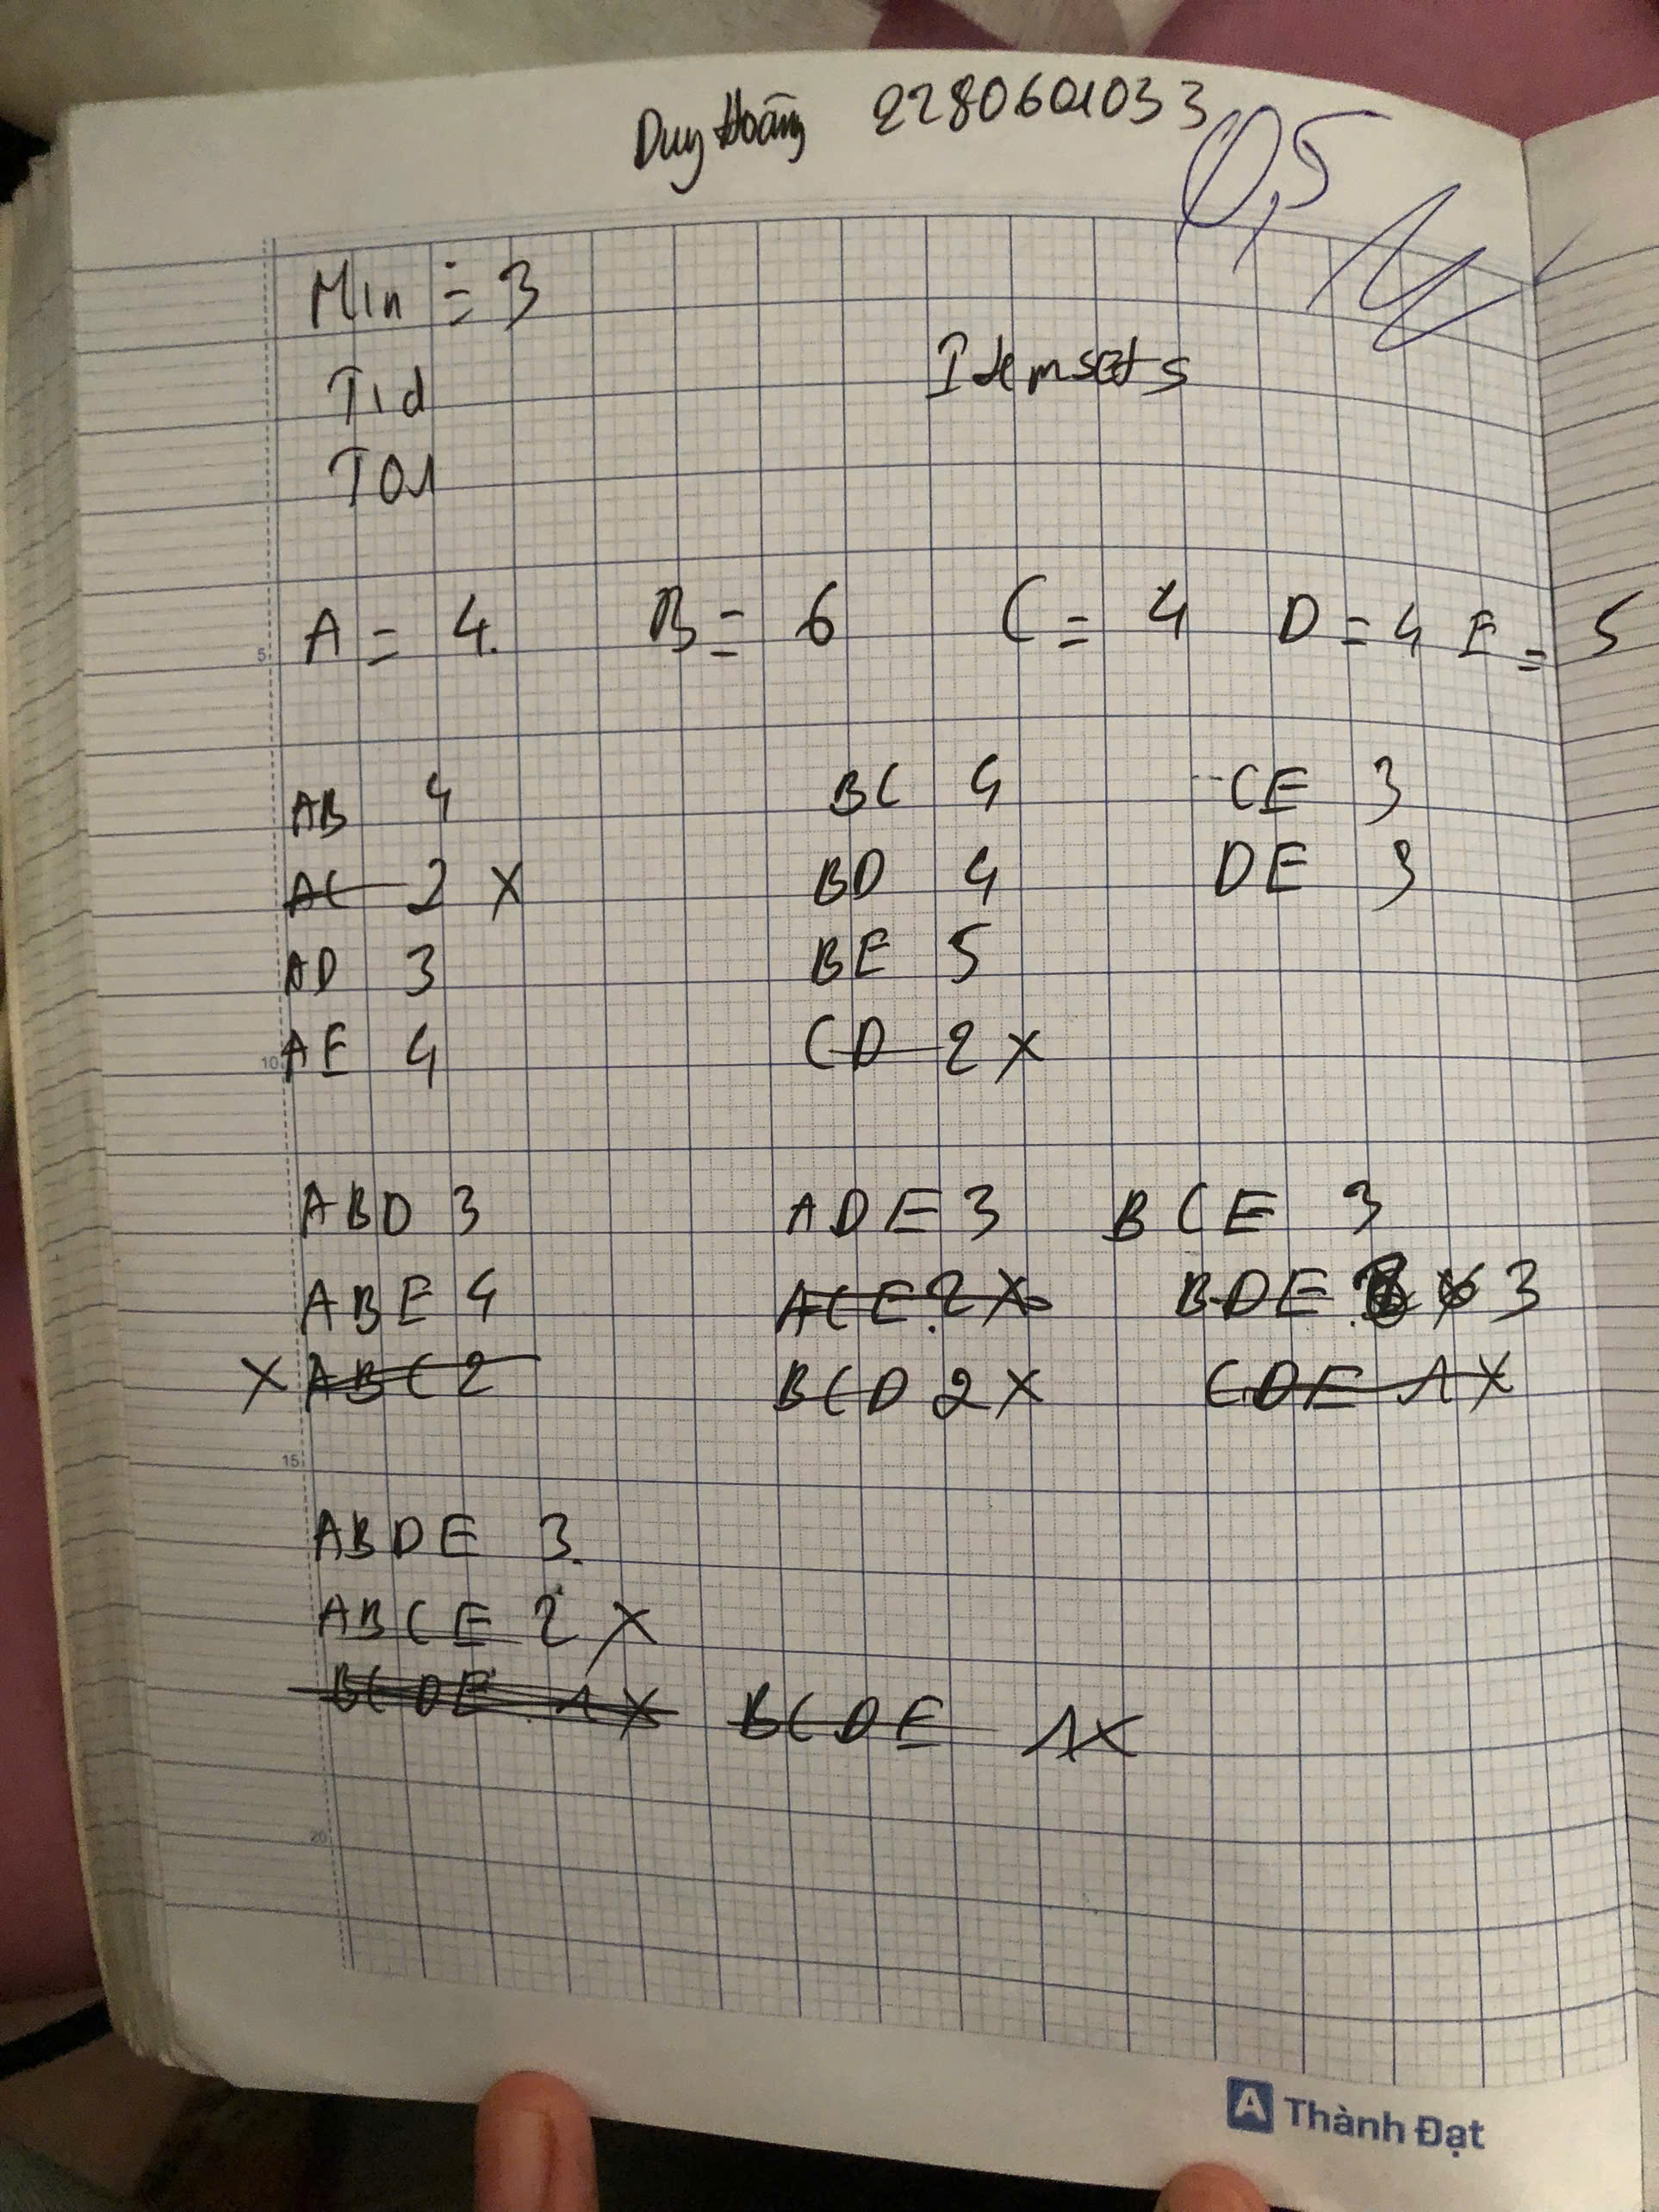 Duy Hoàng 2280601033
0,5
Min = 3
Tid Itemsets
T01
A = 4. B = 6 C = 4 D = 4 E = 5
AB 4 BC 4 CE 3
AC 2 X BD 4 DE 3
AD 3 BE 5
AE 4 CD 2 X
ABD 3 ADE 3 BCE 3
ABE 4 ACE 2 X BDE 3
X ABC 2 BCD 2 X CDE 1 X
ABDE 3.
ABCE 2 X
BCDE 1 X BCDE 1 X
5
10
15
20
A Thành Đạt